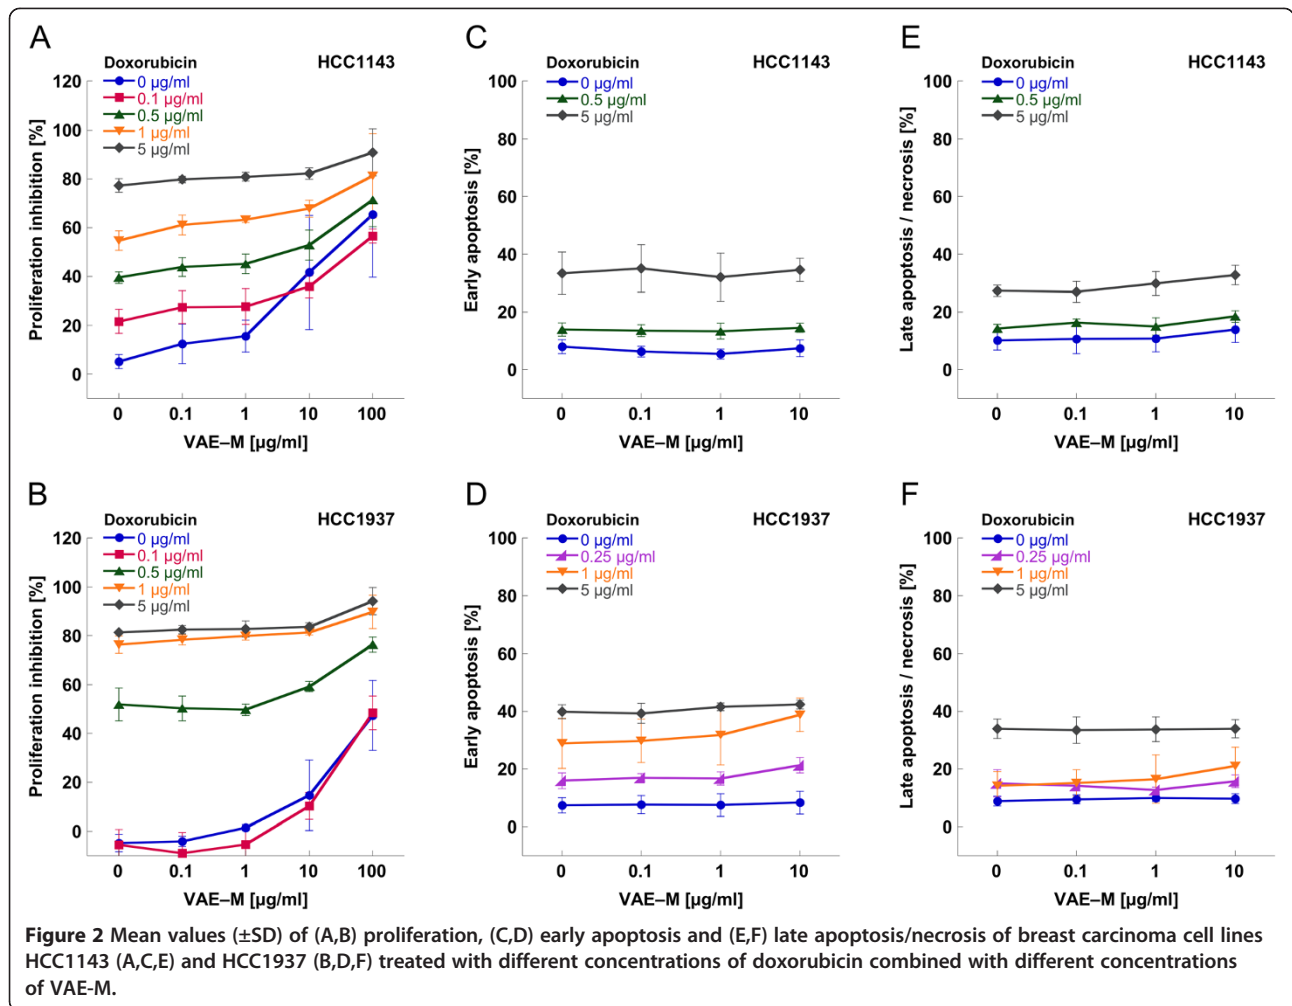 A
Doxorubicin
HCC1143
0 µg/ml
0.1 µg/ml
0.5 µg/ml
1 µg/ml
5 µg/ml
Proliferation inhibition [%]
120
100
80
60
40
20
0
0 0.1 1 10 100
VAE–M [µg/ml]
C
Doxorubicin
HCC1143
0 µg/ml
0.5 µg/ml
5 µg/ml
Early apoptosis [%]
100
80
60
40
20
0
0 0.1 1 10
VAE–M [µg/ml]
E
Doxorubicin
HCC1143
0 µg/ml
0.5 µg/ml
5 µg/ml
Late apoptosis / necrosis [%]
100
80
60
40
20
0
0 0.1 1 10
VAE–M [µg/ml]
B
Doxorubicin
HCC1937
0 µg/ml
0.1 µg/ml
0.5 µg/ml
1 µg/ml
5 µg/ml
Proliferation inhibition [%]
120
100
80
60
40
20
0
0 0.1 1 10 100
VAE–M [µg/ml]
D
Doxorubicin
HCC1937
0 µg/ml
0.25 µg/ml
1 µg/ml
5 µg/ml
Early apoptosis [%]
100
80
60
40
20
0
0 0.1 1 10
VAE–M [µg/ml]
F
Doxorubicin
HCC1937
0 µg/ml
0.25 µg/ml
1 µg/ml
5 µg/ml
Late apoptosis / necrosis [%]
100
80
60
40
20
0
0 0.1 1 10
VAE–M [µg/ml]
Figure 2 Mean values (±SD) of (A,B) proliferation, (C,D) early apoptosis and (E,F) late apoptosis/necrosis of breast carcinoma cell lines
HCC1143 (A,C,E) and HCC1937 (B,D,F) treated with different concentrations of doxorubicin combined with different concentrations
of VAE-M.